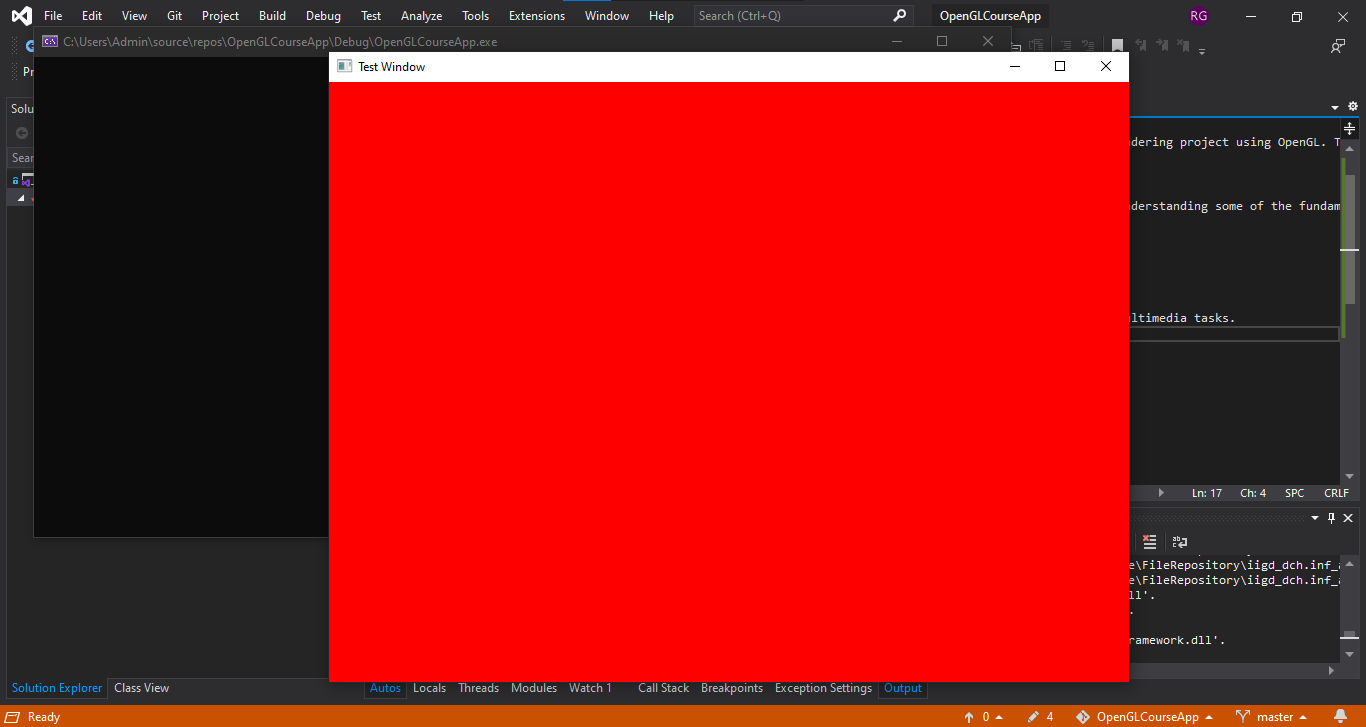 File Edit View Git Project Build Debug Test Analyze Tools Extensions Window Help Search (Ctrl+Q) OpenGLCourseApp RG
C:\Users\Admin\source\repos\OpenGLCourseApp\Debug\OpenGLCourseApp.exe
Test Window
Pr
Solu
Sear
dering project using OpenGL. T
derstanding some of the fundam
ltimedia tasks.
Ln: 17 Ch: 4 SPC CRLF
e\FileRepository\iigd_dch.inf_a
e\FileRepository\iigd_dch.inf_a
ll'.
.
ramework.dll'.
Solution Explorer Class View Autos Locals Threads Modules Watch 1 Call Stack Breakpoints Exception Settings Output
Ready 0 4 OpenGLCourseApp master